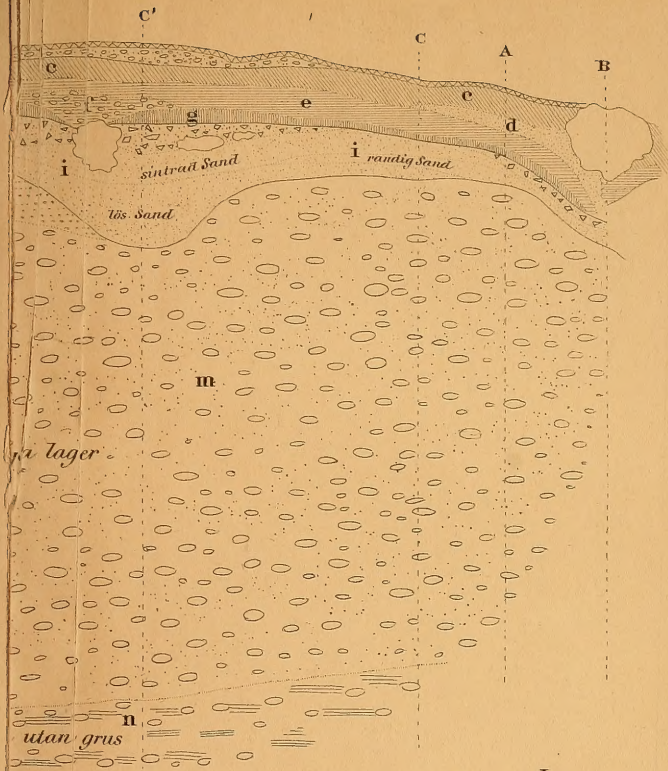 C'
C
A
B
c
c
e
d
g
i
sintrad Sand
i
randig Sand
lös Sand
m
lager
n
utan grus